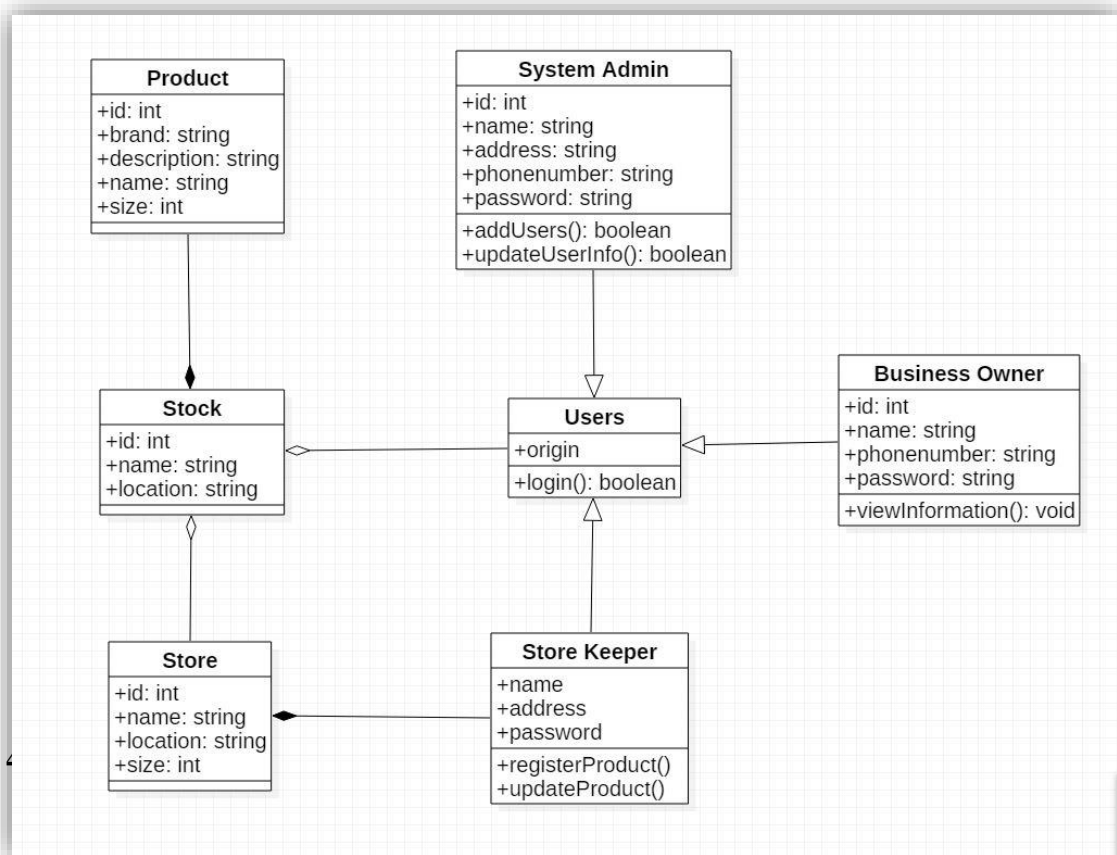 Product
+id: int
+brand: string
+description: string
+name: string
+size: int
System Admin
+id: int
+name: string
+address: string
+phonenumber: string
+password: string
+addUsers(): boolean
+updateUserInfo(): boolean
Stock
+id: int
+name: string
+location: string
Users
+origin
+login(): boolean
Business Owner
+id: int
+name: string
+phonenumber: string
+password: string
+viewInformation(): void
Store
+id: int
+name: string
+location: string
+size: int
Store Keeper
+name
+address
+password
+registerProduct()
+updateProduct()